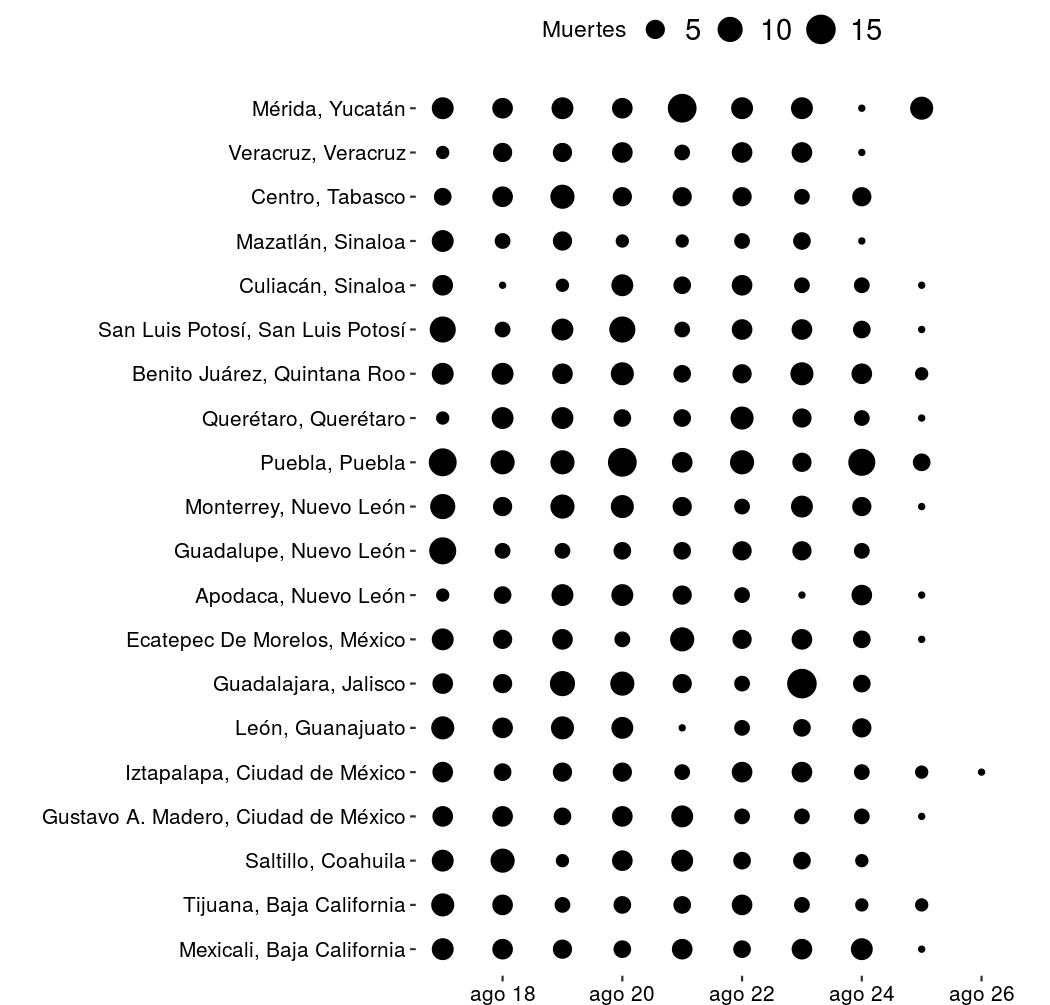 Muertes 5 10 15
Mérida, Yucatán
Veracruz, Veracruz
Centro, Tabasco
Mazatlán, Sinaloa
Culiacán, Sinaloa
San Luis Potosí, San Luis Potosí
Benito Juárez, Quintana Roo
Querétaro, Querétaro
Puebla, Puebla
Monterrey, Nuevo León
Guadalupe, Nuevo León
Apodaca, Nuevo León
Ecatepec De Morelos, México
Guadalajara, Jalisco
León, Guanajuato
Iztapalapa, Ciudad de México
Gustavo A. Madero, Ciudad de México
Saltillo, Coahuila
Tijuana, Baja California
Mexicali, Baja California
ago 18 ago 20 ago 22 ago 24 ago 26